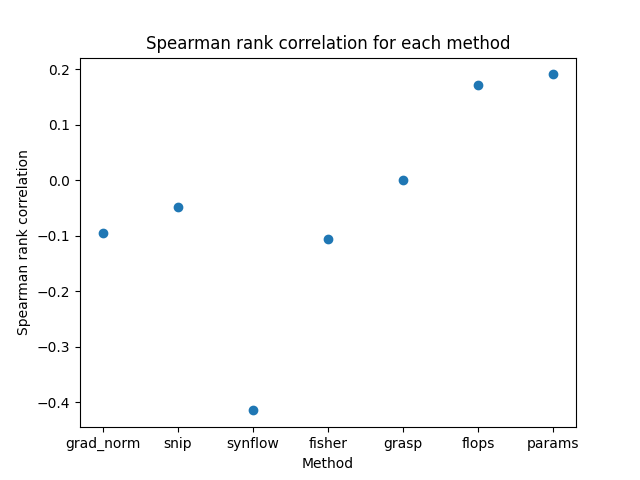 Spearman rank correlation for each method
Spearman rank correlation
0.2
0.1
0.0
−0.1
−0.2
−0.3
−0.4
grad_norm snip synflow fisher grasp flops params
Method